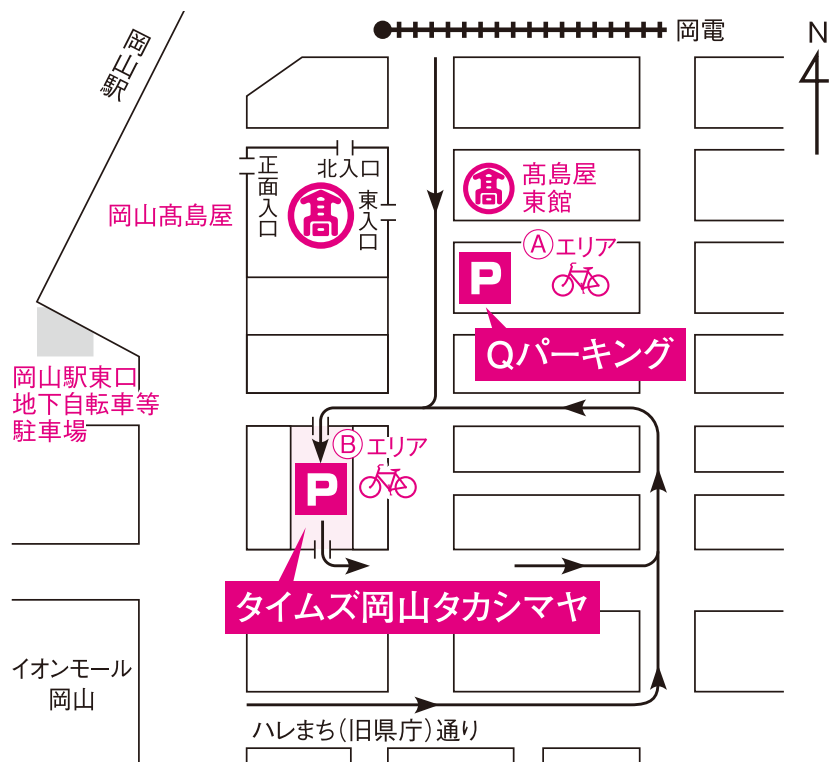 岡電
N
岡山駅
北入口
正面入口
東入口
髙
岡山髙島屋
髙
髙島屋
東館
Ⓐエリア
P
Qパーキング
岡山駅東口
地下自転車等
駐車場
Ⓑエリア
P
タイムズ岡山タカシマヤ
イオンモール
岡山
ハレまち(旧県庁)通り